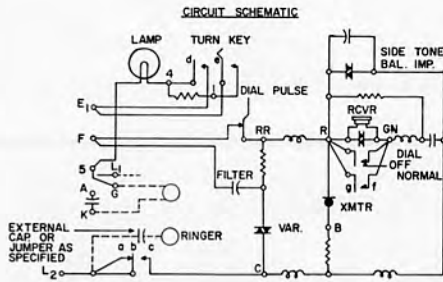 CIRCUIT SCHEMATIC
LAMP
TURN KEY
SIDE TONE
BAL. IMP.
d
e
4
E1
DIAL PULSE
RCVR
F
RR
R
GN
5
L1
DIAL
OFF
NORMAL
A
G
FILTER
g
f
K
XMTR
EXTERNAL
CAP. OR
JUMPER AS
SPECIFIED
a
b
c
RINGER
VAR.
B
L2
C